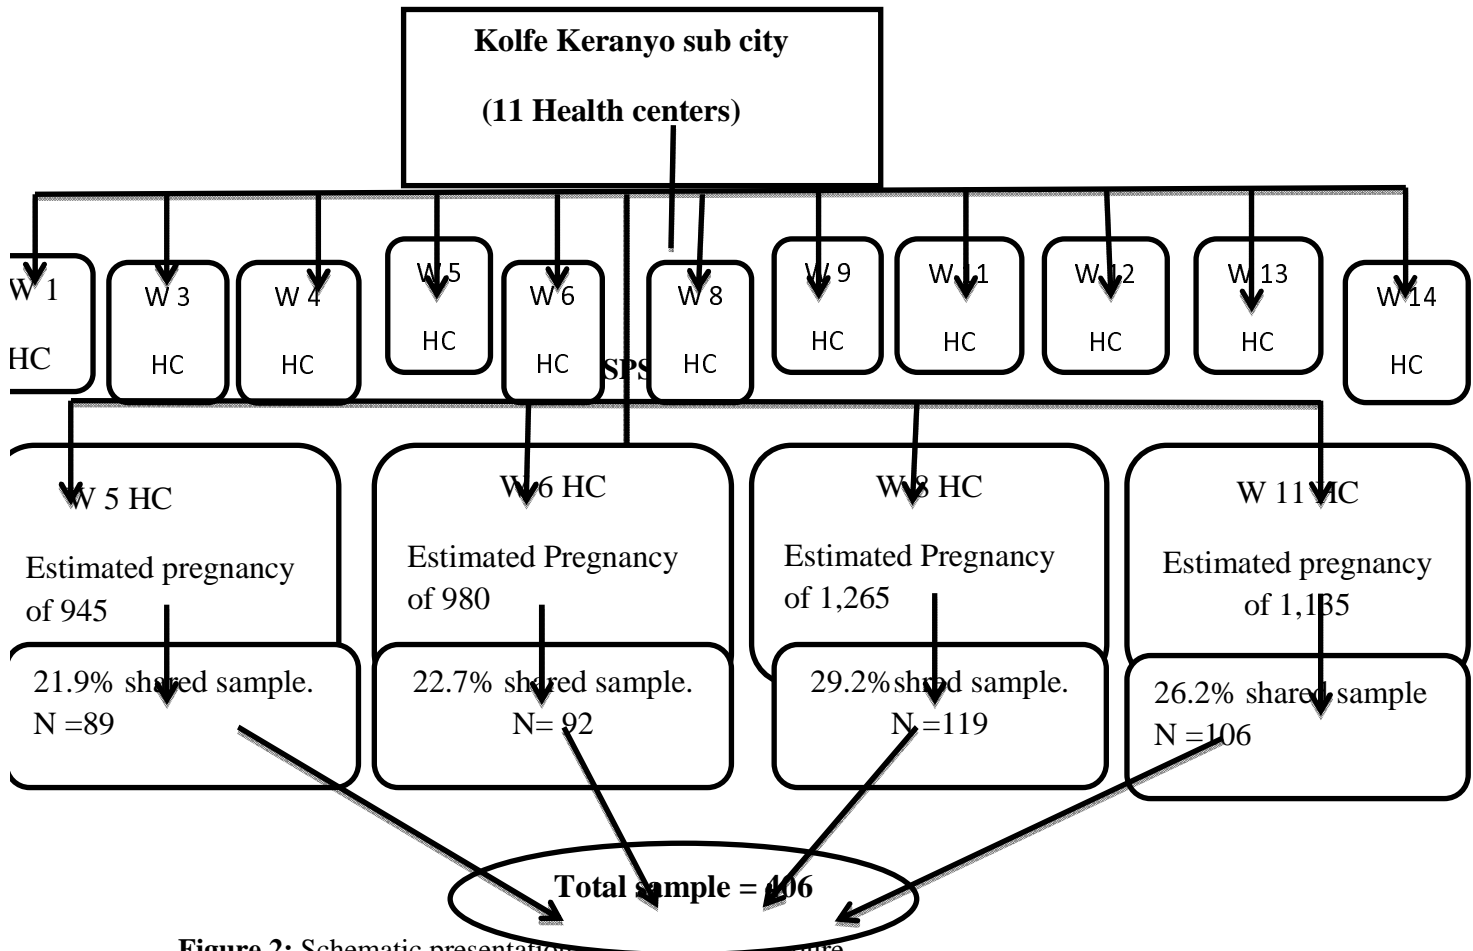 Kolfe Keranyo sub city
(11 Health centers)
W 1
HC
W 3
HC
W 4
HC
W 5
HC
W 6
HC
W 8
HC
W 9
HC
W 11
HC
W 12
HC
W 13
HC
W 14
HC
SPS
W 5 HC
Estimated pregnancy
of 945
21.9% shared sample.
N =89
W 6 HC
Estimated Pregnancy
of 980
22.7% shared sample.
N= 92
W 8 HC
Estimated Pregnancy
of 1,265
29.2%shred sample.
N =119
W 11 HC
Estimated pregnancy
of 1,135
26.2% shared sample
N =106
Total sample = 406
Figure 2: Schematic